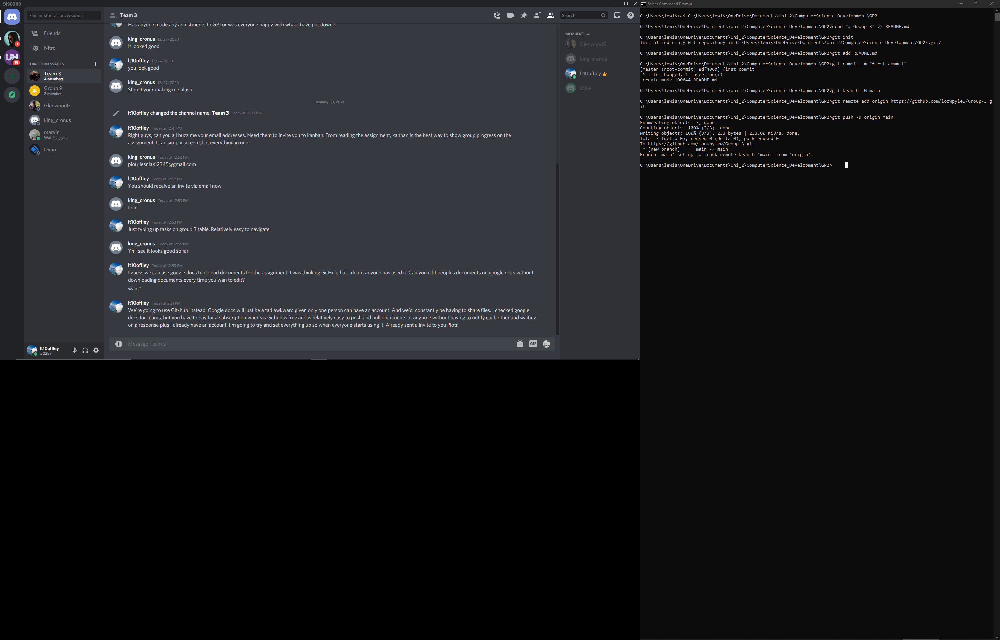 DISCORD
Find or start a conversation
Friends
Nitro
DIRECT MESSAGES
Team 3
4 Members
Group 9
8 Members
GlenwoodG
king_cronus
marvin
Watching you
Dyno
1
UH
19
lt10offley
#0287
Team 3
Search
Has anyone made any adjustments to GP1 or was everyone happy with what I have put down?
king_cronus 12/27/2020
It looked good
lt10offley 12/27/2020
you look good
king_cronus 12/27/2020
Stop it your making me blush
January 30, 2021
lt10offley changed the channel name: Team 3 Today at 12:39 PM
lt10offley Today at 12:41 PM
Right guys, can you all buzz me your email addresses. Need them to invite you to kanban. From reading the assignment, kanban is the best way to show group progress on the
assignment. I can simply screen shot everything in one.
king_cronus Today at 12:52 PM
piotr.lesniak12345@gmail.com
lt10offley Today at 12:52 PM
You should receive an invite via email now
king_cronus Today at 12:53 PM
I did
lt10offley Today at 12:53 PM
Just typing up tasks on group 3 table. Relatively easy to navigate.
king_cronus Today at 12:55 PM
Yh I see it looks good so far
lt10offley Today at 12:59 PM
I guess we can use google docs to upload documents for the assignment. I was thinking GitHub, but I doubt anyone has used it. Can you edit peoples documents on google docs without
downloading documents every time you wan to edit?
want*
lt10offley Today at 2:21 PM
We're going to use Git-hub instead. Google docs will just be a tad awkward given only one person can have an account. And we'd constantly be having to share files. I checked google
docs for teams, but you have to pay for a subscription whereas Github is free and is relatively easy to push and pull documents at anytime without having to notify each other and waiting
on a response plus I already have an account. I'm going to try and set everything up so when everyone starts using it. Already sent a invite to you Piotr
Message Team 3
GIF
MEMBERS—4
GlenwoodG
king_cronus
lt10offley
Mike
Select Command Prompt
C:\Users\lewis>cd C:\Users\lewis\OneDrive\Documents\Uni_2\ComputerScience_Development\GP2
C:\Users\lewis\OneDrive\Documents\Uni_2\ComputerScience_Development\GP2>echo "# Group-3" >> README.md
C:\Users\lewis\OneDrive\Documents\Uni_2\ComputerScience_Development\GP2>git init
Initialized empty Git repository in C:/Users/lewis/OneDrive/Documents/Uni_2/ComputerScience_Development/GP2/.git/
C:\Users\lewis\OneDrive\Documents\Uni_2\ComputerScience_Development\GP2>git add README.md
C:\Users\lewis\OneDrive\Documents\Uni_2\ComputerScience_Development\GP2>git commit -m "first commit"
[master (root-commit) 8df406d] first commit
1 file changed, 1 insertion(+)
create mode 100644 README.md
C:\Users\lewis\OneDrive\Documents\Uni_2\ComputerScience_Development\GP2>git branch -M main
C:\Users\lewis\OneDrive\Documents\Uni_2\ComputerScience_Development\GP2>git remote add origin https://github.com/loowpylew/Group-3.g
it
C:\Users\lewis\OneDrive\Documents\Uni_2\ComputerScience_Development\GP2>git push -u origin main
Enumerating objects: 3, done.
Counting objects: 100% (3/3), done.
Writing objects: 100% (3/3), 233 bytes | 233.00 KiB/s, done.
Total 3 (delta 0), reused 0 (delta 0), pack-reused 0
To https://github.com/loowpylew/Group-3.git
* [new branch] main -> main
Branch 'main' set up to track remote branch 'main' from 'origin'.
C:\Users\lewis\OneDrive\Documents\Uni_2\ComputerScience_Development\GP2>